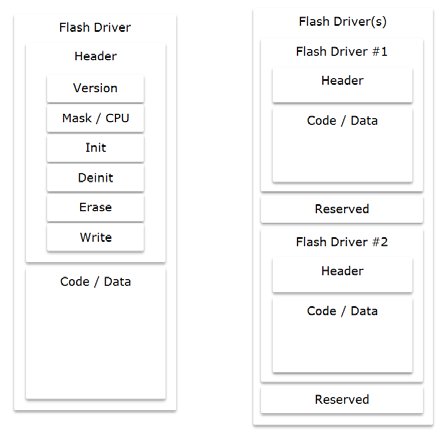 Flash Driver
Header
Version
Mask / CPU
Init
Deinit
Erase
Write
Code / Data
Flash Driver(s)
Flash Driver #1
Header
Code / Data
Reserved
Flash Driver #2
Header
Code / Data
Reserved